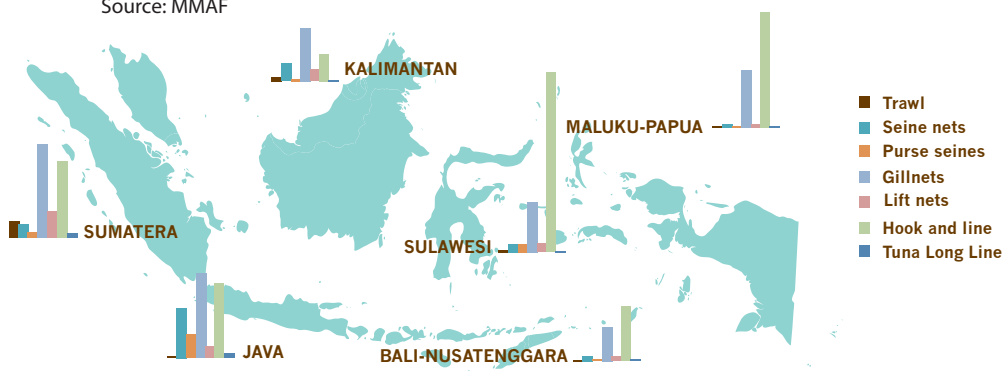 Source: MMAF
KALIMANTAN
MALUKU-PAPUA
SUMATERA
SULAWESI
JAVA
BALI-NUSATENGGARA
Trawl
Seine nets
Purse seines
Gillnets
Lift nets
Hook and line
Tuna Long Line